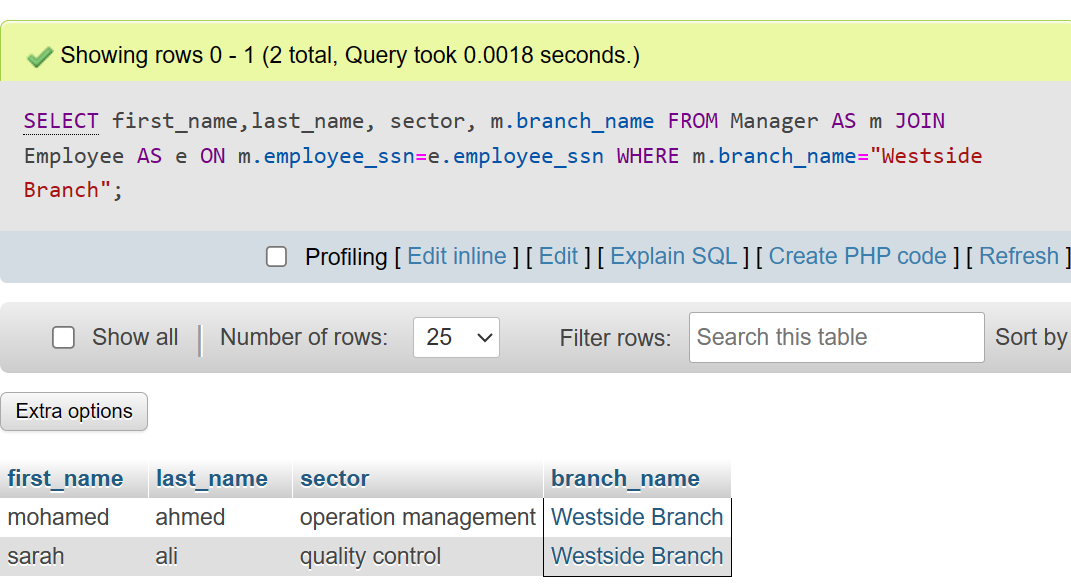 Showing rows 0 - 1 (2 total, Query took 0.0018 seconds.)
SELECT first_name,last_name, sector, m.branch_name FROM Manager AS m JOIN
Employee AS e ON m.employee_ssn=e.employee_ssn WHERE m.branch_name="Westside
Branch";
Profiling [ Edit inline ] [ Edit ] [ Explain SQL ] [ Create PHP code ] [ Refresh ]
Show all | Number of rows: 25 Filter rows: Search this table Sort by
Extra options
first_name last_name sector branch_name
mohamed ahmed operation management Westside Branch
sarah ali quality control Westside Branch